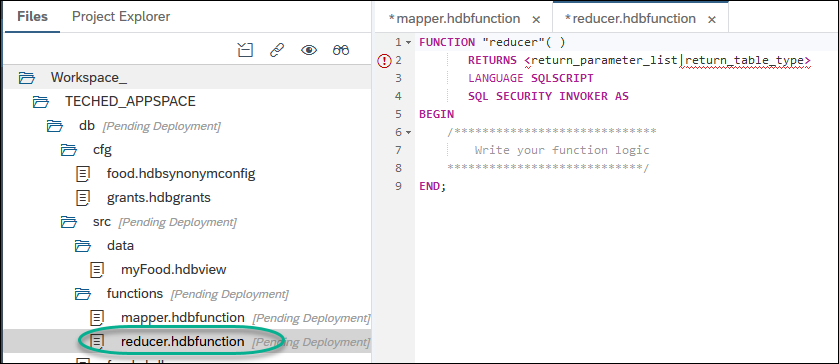 Files Project Explorer
Workspace_
TECHED_APPSPACE
db [Pending Deployment]
cfg
food.hdbsynonymconfig
grants.hdbgrants
src [Pending Deployment]
data
myFood.hdbview
functions [Pending Deployment]
mapper.hdbfunction [Pending Deployment]
reducer.hdbfunction [Pending Deployment]
*mapper.hdbfunction × *reducer.hdbfunction ×
1 FUNCTION "reducer"( )
2 RETURNS <return_parameter_list|return_table_type>
3 LANGUAGE SQLSCRIPT
4 SQL SECURITY INVOKER AS
5 BEGIN
6 /*****************************
7 Write your function logic
8 *****************************/
9 END;